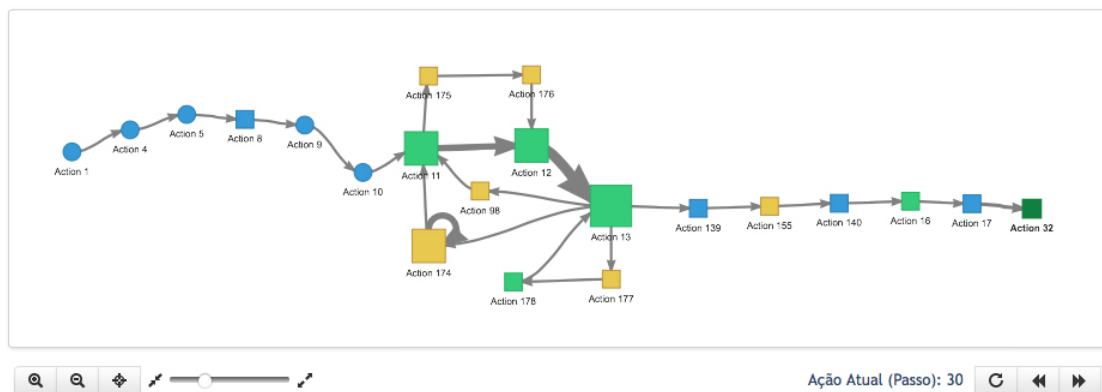 Action 1
Action 4
Action 5
Action 8
Action 9
Action 10
Action 175
Action 176
Action 11
Action 12
Action 98
Action 13
Action 174
Action 178
Action 177
Action 139
Action 155
Action 140
Action 16
Action 17
Action 32
Ação Atual (Passo): 30